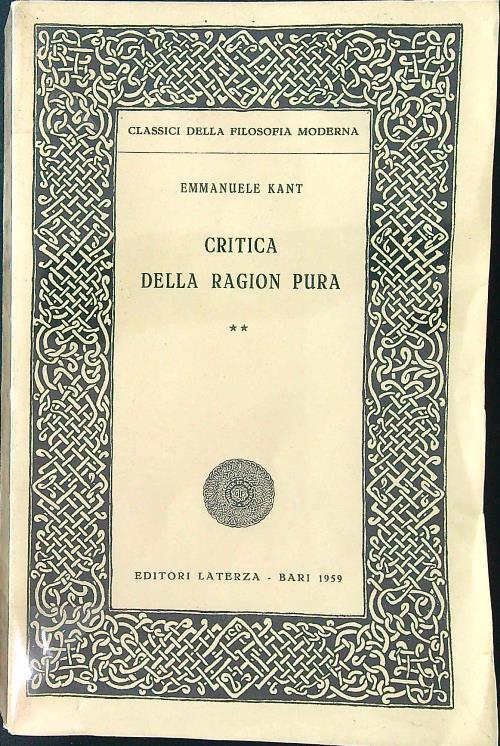 CLASSICI DELLA FILOSOFIA MODERNA
EMMANUELE KANT
CRITICA
DELLA RAGION PURA
**
EDITORI LATERZA - BARI 1959